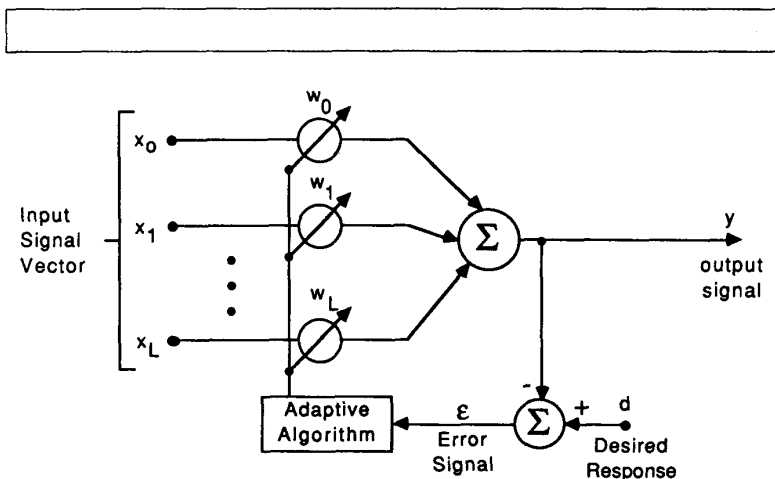 w0
x0
w1
Input
Signal
Vector
x1
Σ
y
output
signal
wL
xL
Adaptive
Algorithm
ε
Error
Signal
-
Σ
+
d
Desired
Response